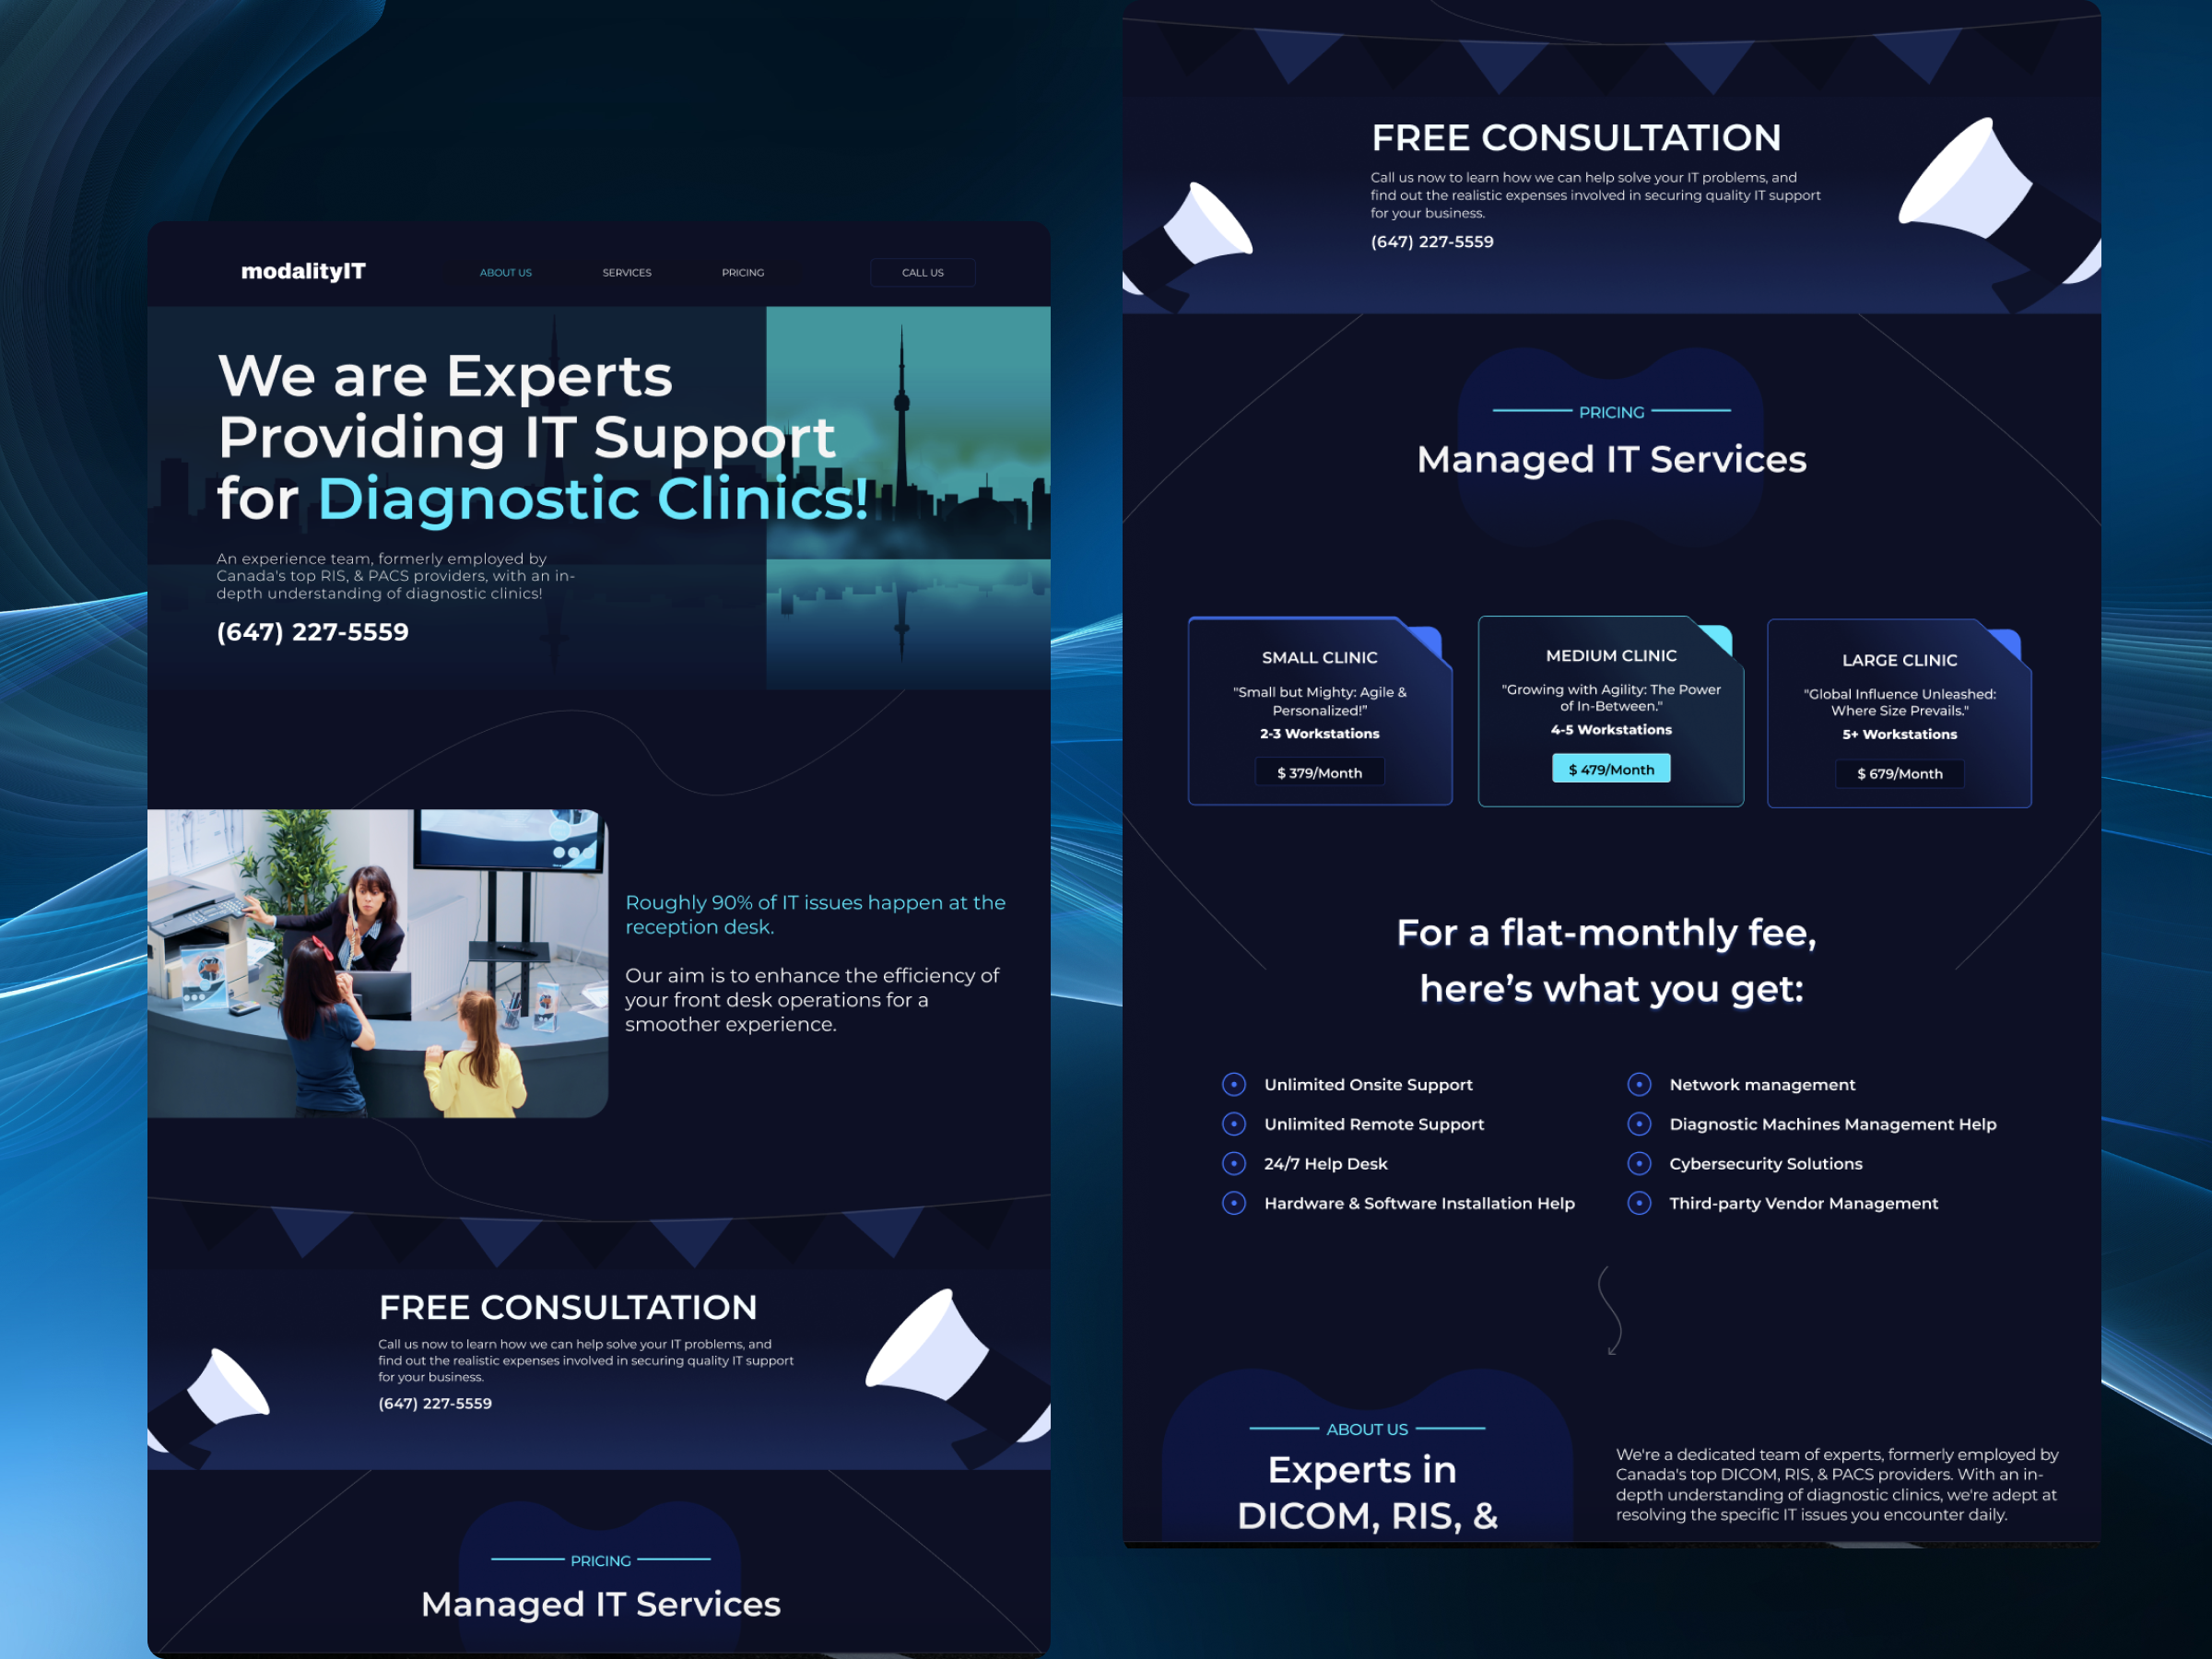 modalityIT
ABOUT US
SERVICES
PRICING
CALL US
We are Experts
Providing IT Support
for Diagnostic Clinics!
An experience team, formerly employed by
Canada's top RIS, & PACS providers, with an in-
depth understanding of diagnostic clinics!
(647) 227-5559
Roughly 90% of IT issues happen at the
reception desk.
Our aim is to enhance the efficiency of
your front desk operations for a
smoother experience.
FREE CONSULTATION
Call us now to learn how we can help solve your IT problems, and
find out the realistic expenses involved in securing quality IT support
for your business.
(647) 227-5559
PRICING
Managed IT Services
FREE CONSULTATION
Call us now to learn how we can help solve your IT problems, and
find out the realistic expenses involved in securing quality IT support
for your business.
(647) 227-5559
PRICING
Managed IT Services
SMALL CLINIC
"Small but Mighty: Agile &
Personalized!"
2-3 Workstations
$ 379/Month
MEDIUM CLINIC
"Growing with Agility: The Power
of In-Between."
4-5 Workstations
$ 479/Month
LARGE CLINIC
"Global Influence Unleashed:
Where Size Prevails."
5+ Workstations
$ 679/Month
For a flat-monthly fee,
here’s what you get:
Unlimited Onsite Support
Unlimited Remote Support
24/7 Help Desk
Hardware & Software Installation Help
Network management
Diagnostic Machines Management Help
Cybersecurity Solutions
Third-party Vendor Management
ABOUT US
Experts in
DICOM, RIS, &
We're a dedicated team of experts, formerly employed by
Canada's top DICOM, RIS, & PACS providers. With an in-
depth understanding of diagnostic clinics, we're adept at
resolving the specific IT issues you encounter daily.